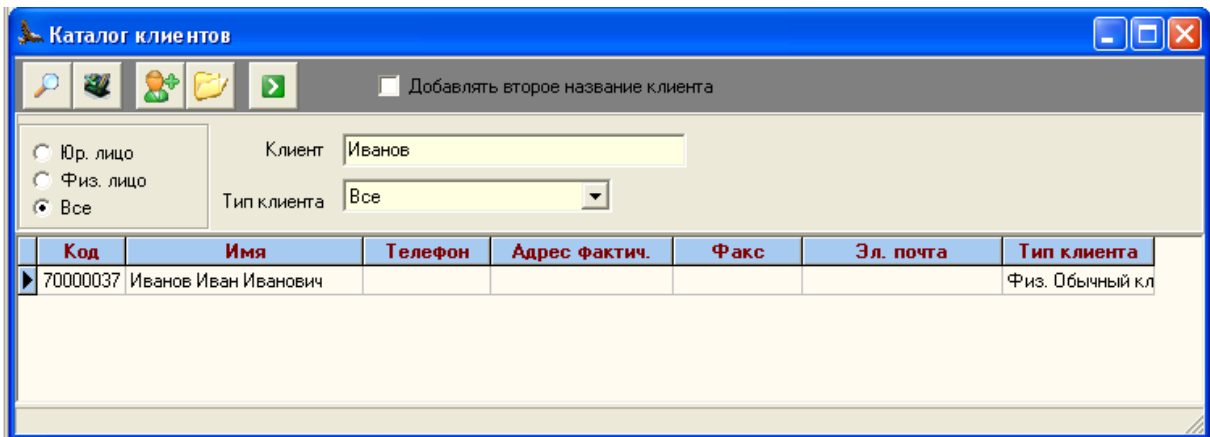 Каталог клиентов
Добавлять второе название клиента
Юр. лицо
Физ. лицо
Все
Клиент Иванов
Тип клиента Все
Код Имя Телефон Адрес фактич. Факс Эл. почта Тип клиента
70000037 Иванов Иван Иванович Физ. Обычный кл